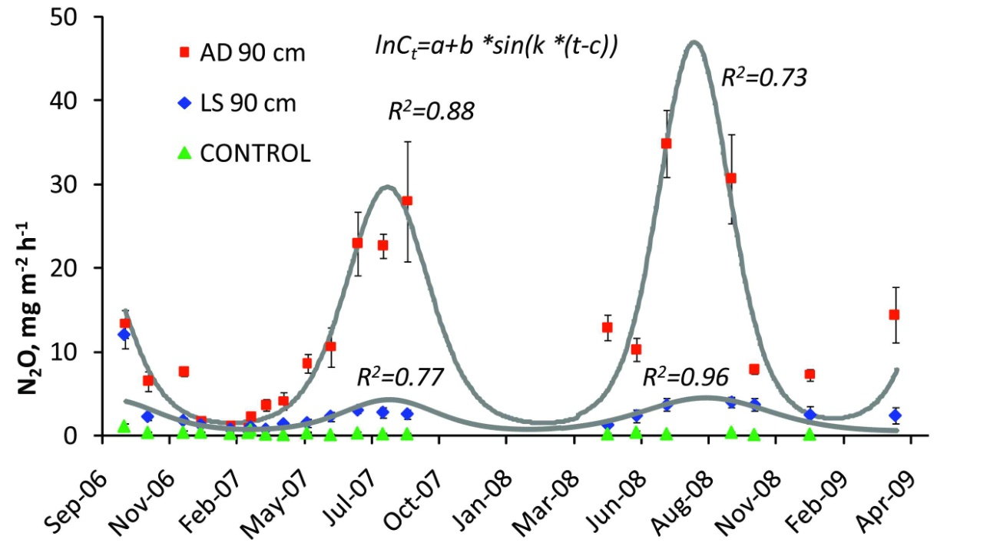 50
40
30
20
10
0
N₂O, mg m⁻² h⁻¹
AD 90 cm
LS 90 cm
CONTROL
lnCₜ=a+b *sin(k *(t-c))
R²=0.88
R²=0.73
R²=0.77
R²=0.96
Sep-06
Nov-06
Feb-07
May-07
Jul-07
Oct-07
Jan-08
Mar-08
Jun-08
Aug-08
Nov-08
Feb-09
Apr-09